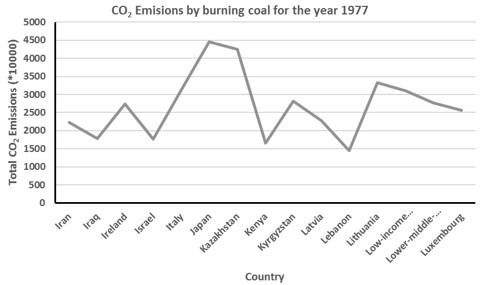 CO₂ Emisions by burning coal for the year 1977
Total CO₂ Emissions (*10000)
5000
4500
4000
3500
3000
2500
2000
1500
1000
500
0
Iran
Iraq
Ireland
Israel
Italy
Japan
Kazakhstan
Kenya
Kyrgyzstan
Latvia
Lebanon
Lithuania
Low-income...
Lower-middle-...
Luxembourg
Country